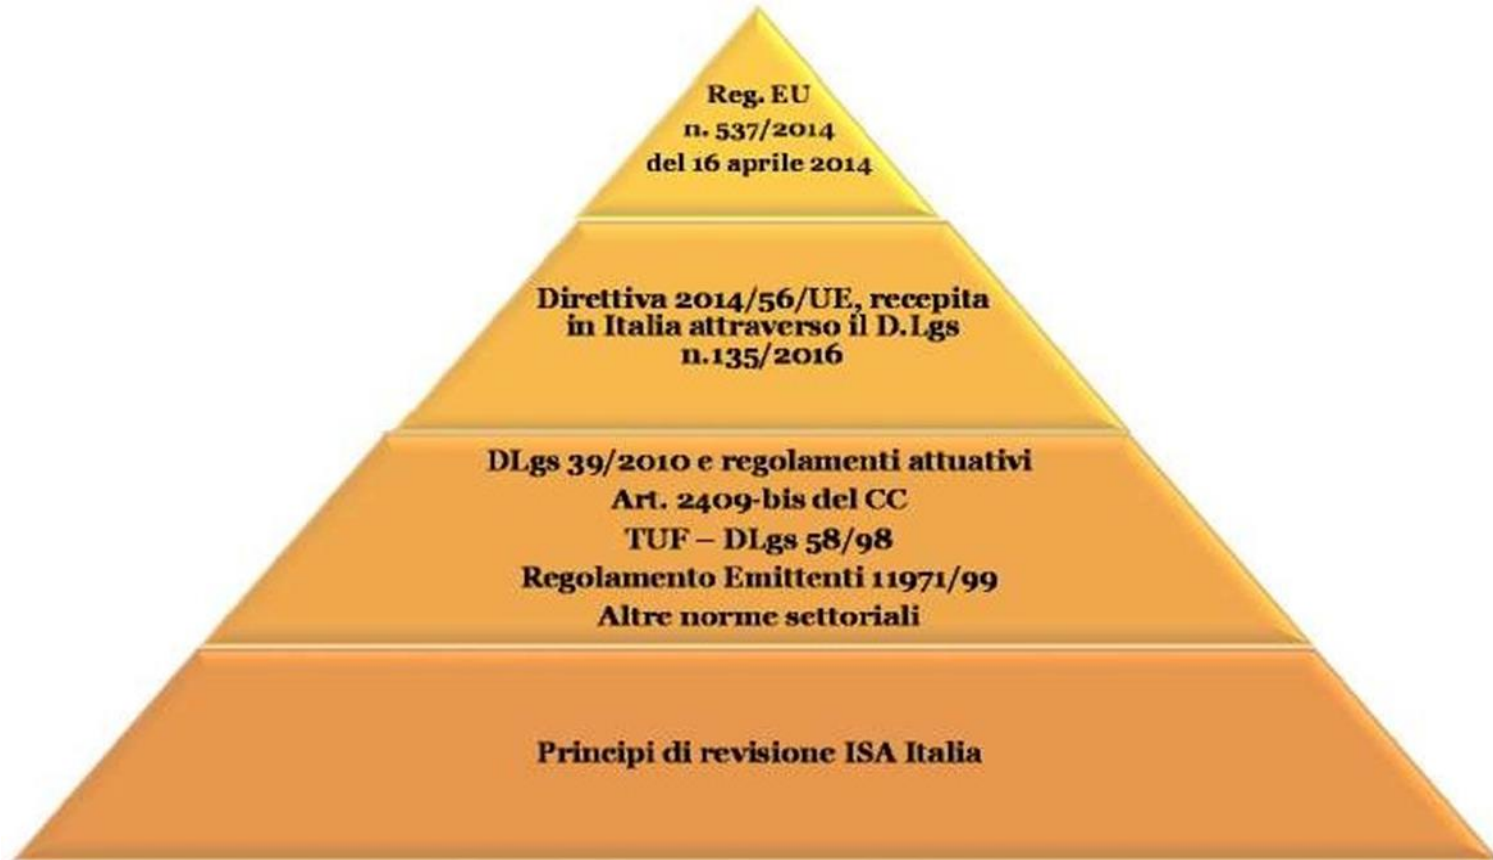 Reg. EU
n. 537/2014
del 16 aprile 2014
Direttiva 2014/56/UE, recepita
in Italia attraverso il D.Lgs
n.135/2016
DLgs 39/2010 e regolamenti attuativi
Art. 2409-bis del CC
TUF – DLgs 58/98
Regolamento Emittenti 11971/99
Altre norme settoriali
Principi di revisione ISA Italia